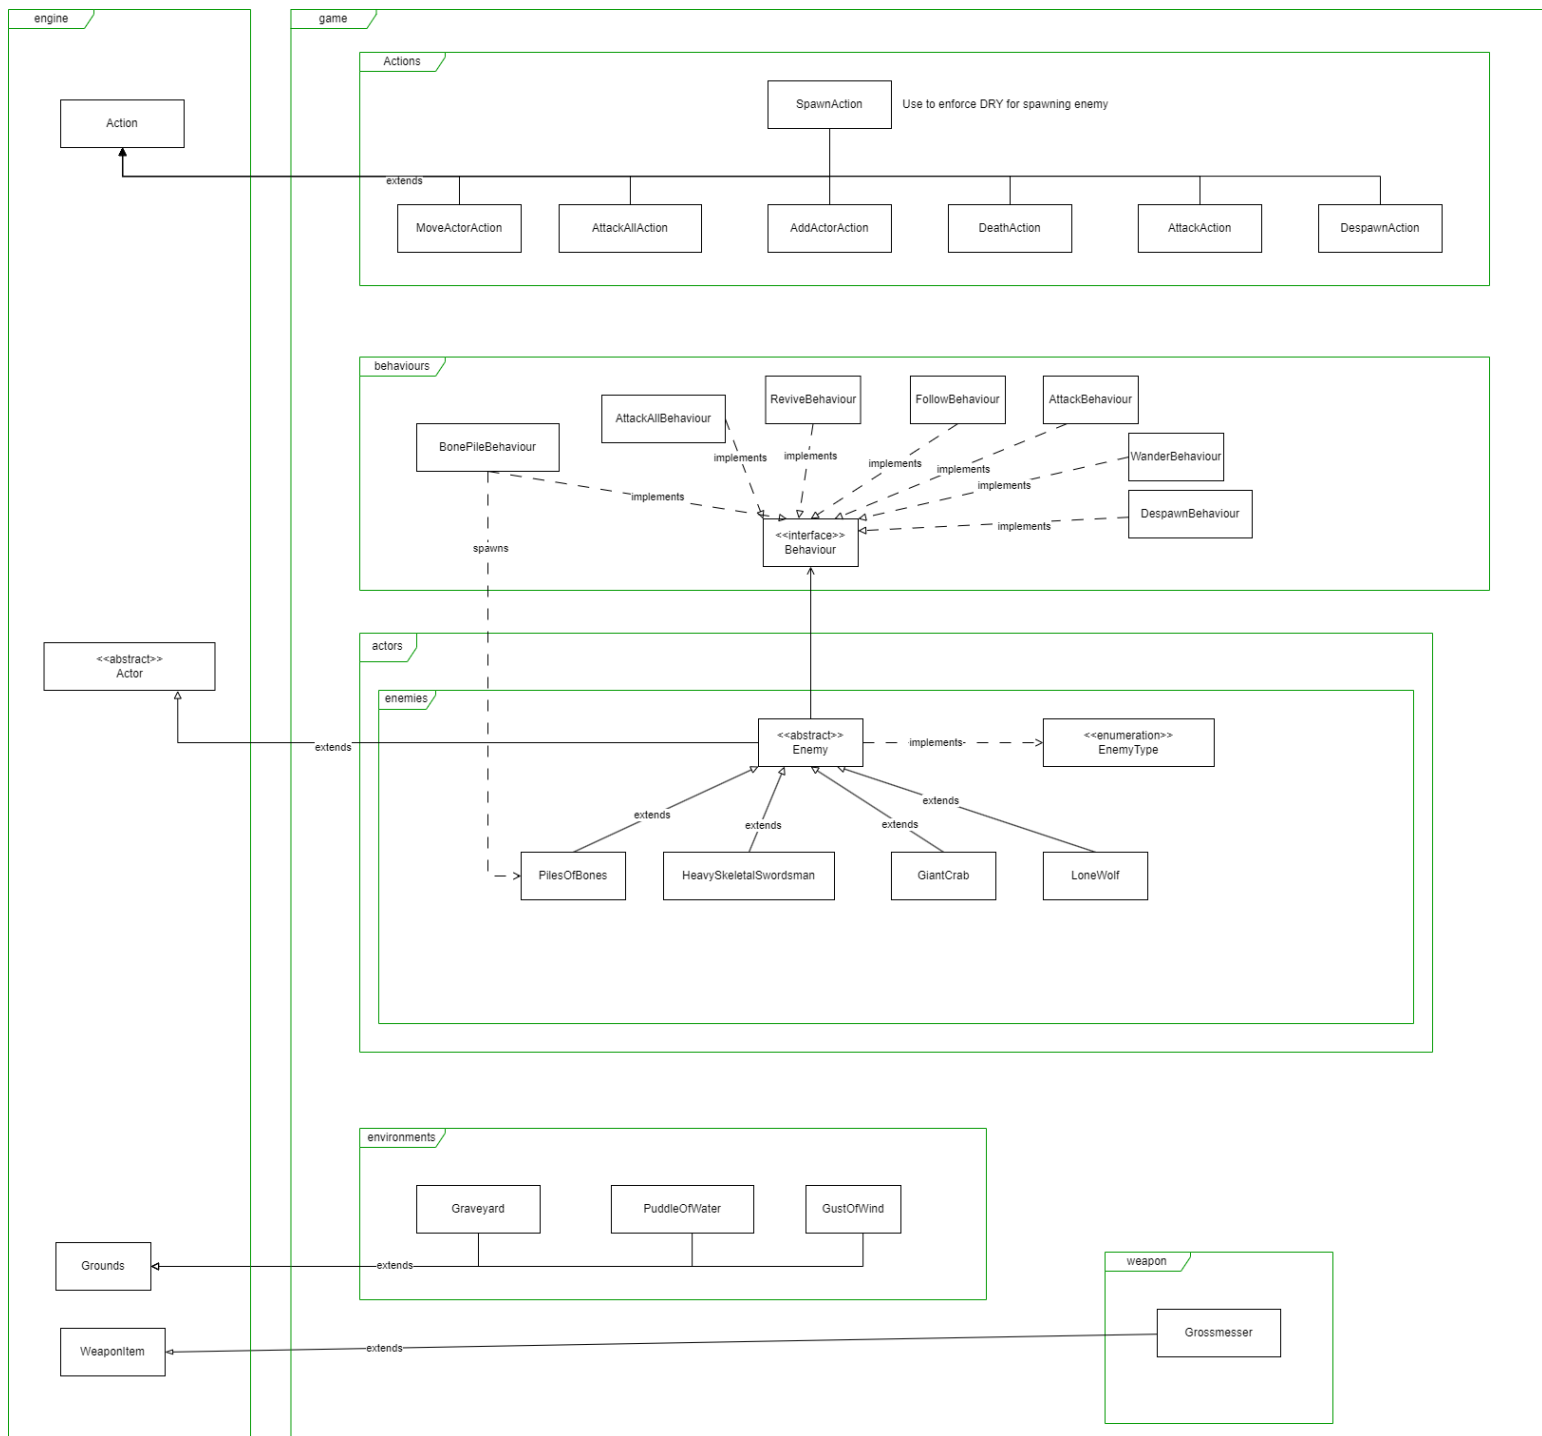 engine
game
Actions
SpawnAction
Use to enforce DRY for spawning enemy
Action
extends
MoveActorAction
AttackAllAction
AddActorAction
DeathAction
AttackAction
DespawnAction
behaviours
BonePileBehaviour
AttackAllBehaviour
ReviveBehaviour
FollowBehaviour
AttackBehaviour
WanderBehaviour
DespawnBehaviour
implements
implements
implements
implements
implements
implements
implements
spawns
<<interface>>
Behaviour
<<abstract>>
Actor
actors
enemies
extends
<<abstract>>
Enemy
implements
<<enumeration>>
EnemyType
extends
extends
extends
extends
PilesOfBones
HeavySkeletalSwordsman
GiantCrab
LoneWolf
environments
Graveyard
PuddleOfWater
GustOfWind
Grounds
extends
weapon
Grossmesser
WeaponItem
extends